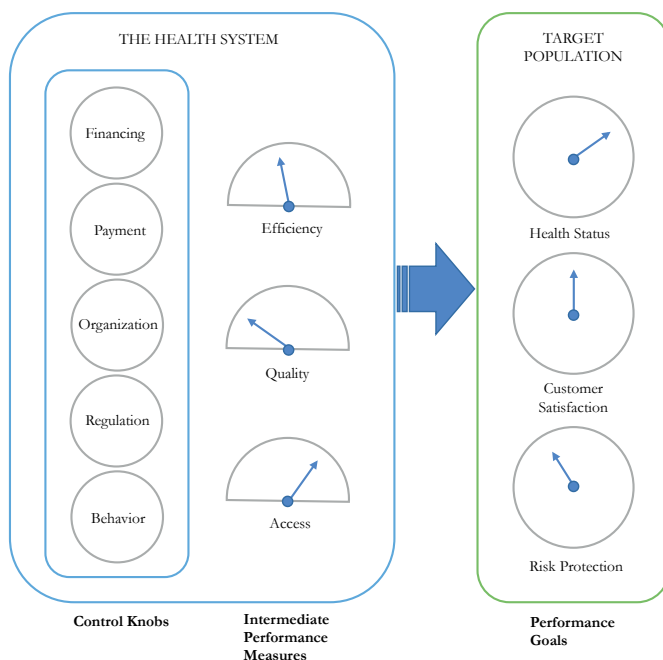 THE HEALTH SYSTEM
Financing
Payment
Organization
Regulation
Behavior
Efficiency
Quality
Access
TARGET
POPULATION
Health Status
Customer
Satisfaction
Risk Protection
Control Knobs
Intermediate
Performance
Measures
Performance
Goals